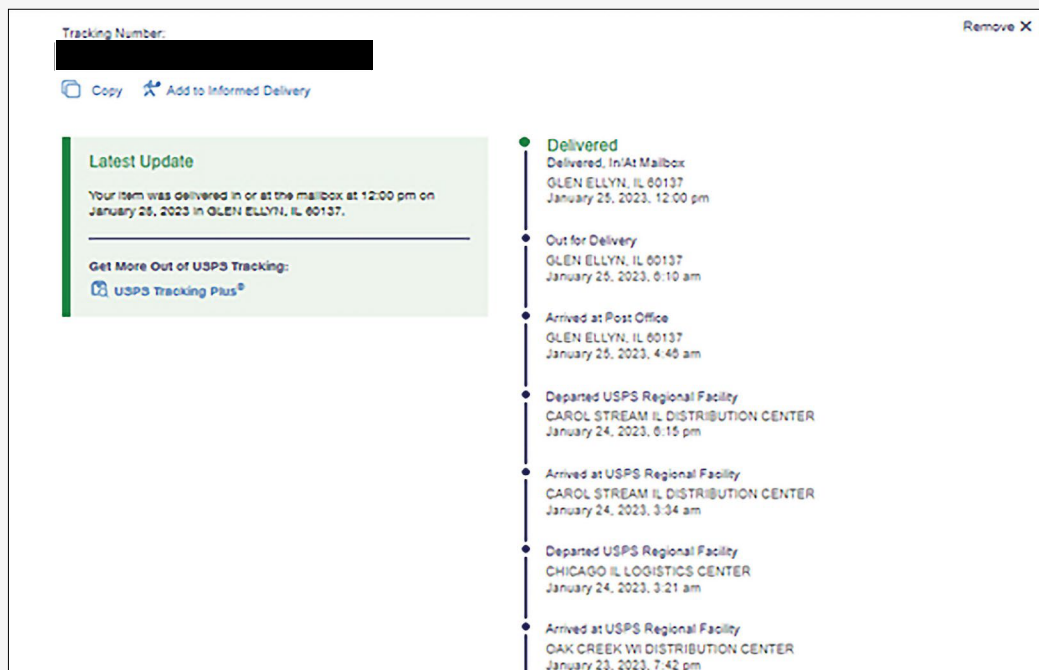 Tracking Number:
Remove X
Copy
Add to Informed Delivery
Latest Update
Your item was delivered in or at the mailbox at 12:00 pm on
January 25, 2023 in GLEN ELLYN, IL 60137.
Get More Out of USPS Tracking:
USPS Tracking Plus®
Delivered
Delivered, In/At Mailbox
GLEN ELLYN, IL 60137
January 25, 2023, 12:00 pm
Out for Delivery
GLEN ELLYN, IL 60137
January 25, 2023, 6:10 am
Arrived at Post Office
GLEN ELLYN, IL 60137
January 25, 2023, 4:46 am
Departed USPS Regional Facility
CAROL STREAM IL DISTRIBUTION CENTER
January 24, 2023, 6:15 pm
Arrived at USPS Regional Facility
CAROL STREAM IL DISTRIBUTION CENTER
January 24, 2023, 3:34 am
Departed USPS Regional Facility
CHICAGO IL LOGISTICS CENTER
January 24, 2023, 3:21 am
Arrived at USPS Regional Facility
OAK CREEK WI DISTRIBUTION CENTER
January 23, 2023, 7:42 pm